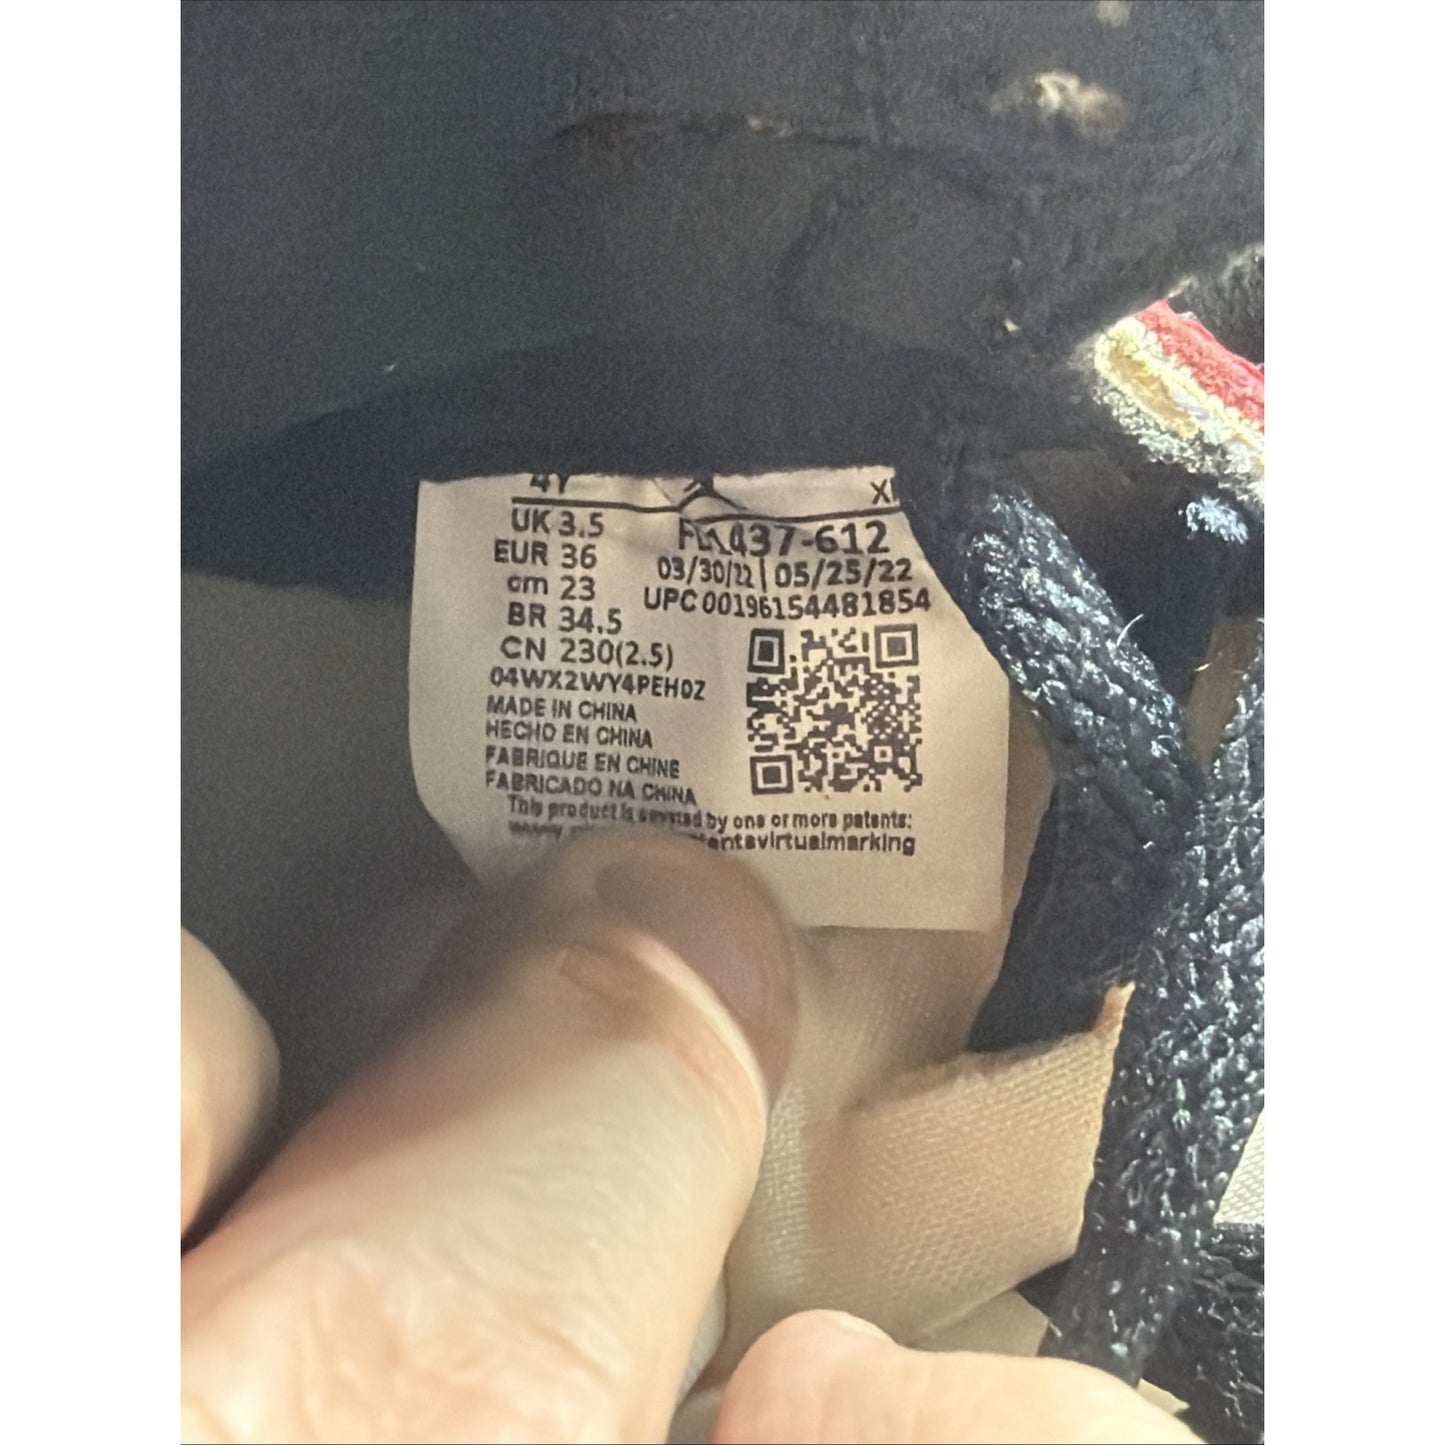 4Y
UK 3.5
EUR 36
cm 23
BR 34.5
CN 230(2.5)
437-612
03/30/22 | 05/25/22
UPC 00196154481854
04WX2WY4PEH0Z
MADE IN CHINA
HECHO EN CHINA
FABRIQUE EN CHINE
FABRICADO NA CHINA
This product is covered by one or more patents: